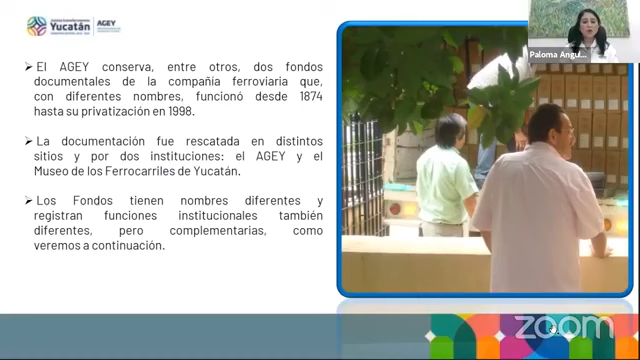 Yucatán
AGEY
Paloma Angu...
➢ El AGEY conserva, entre otros, dos fondos
documentales de la compañía ferroviaria que,
con diferentes nombres, funcionó desde 1874
hasta su privatización en 1998.
➢ La documentación fue rescatada en distintos
sitios y por dos instituciones: el AGEY y el
Museo de los Ferrocarriles de Yucatán.
➢ Los Fondos tienen nombres diferentes y
registran funciones institucionales también
diferentes, pero complementarias, como
veremos a continuación.
zoom